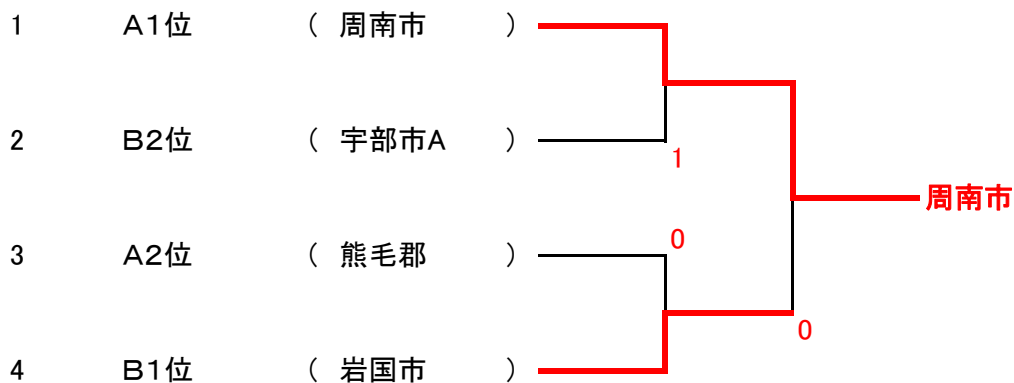 1 A1位 ( 周南市 )
2 B2位 ( 宇部市A )
1
周南市
3 A2位 ( 熊毛郡 )
0
0
4 B1位 ( 岩国市 )